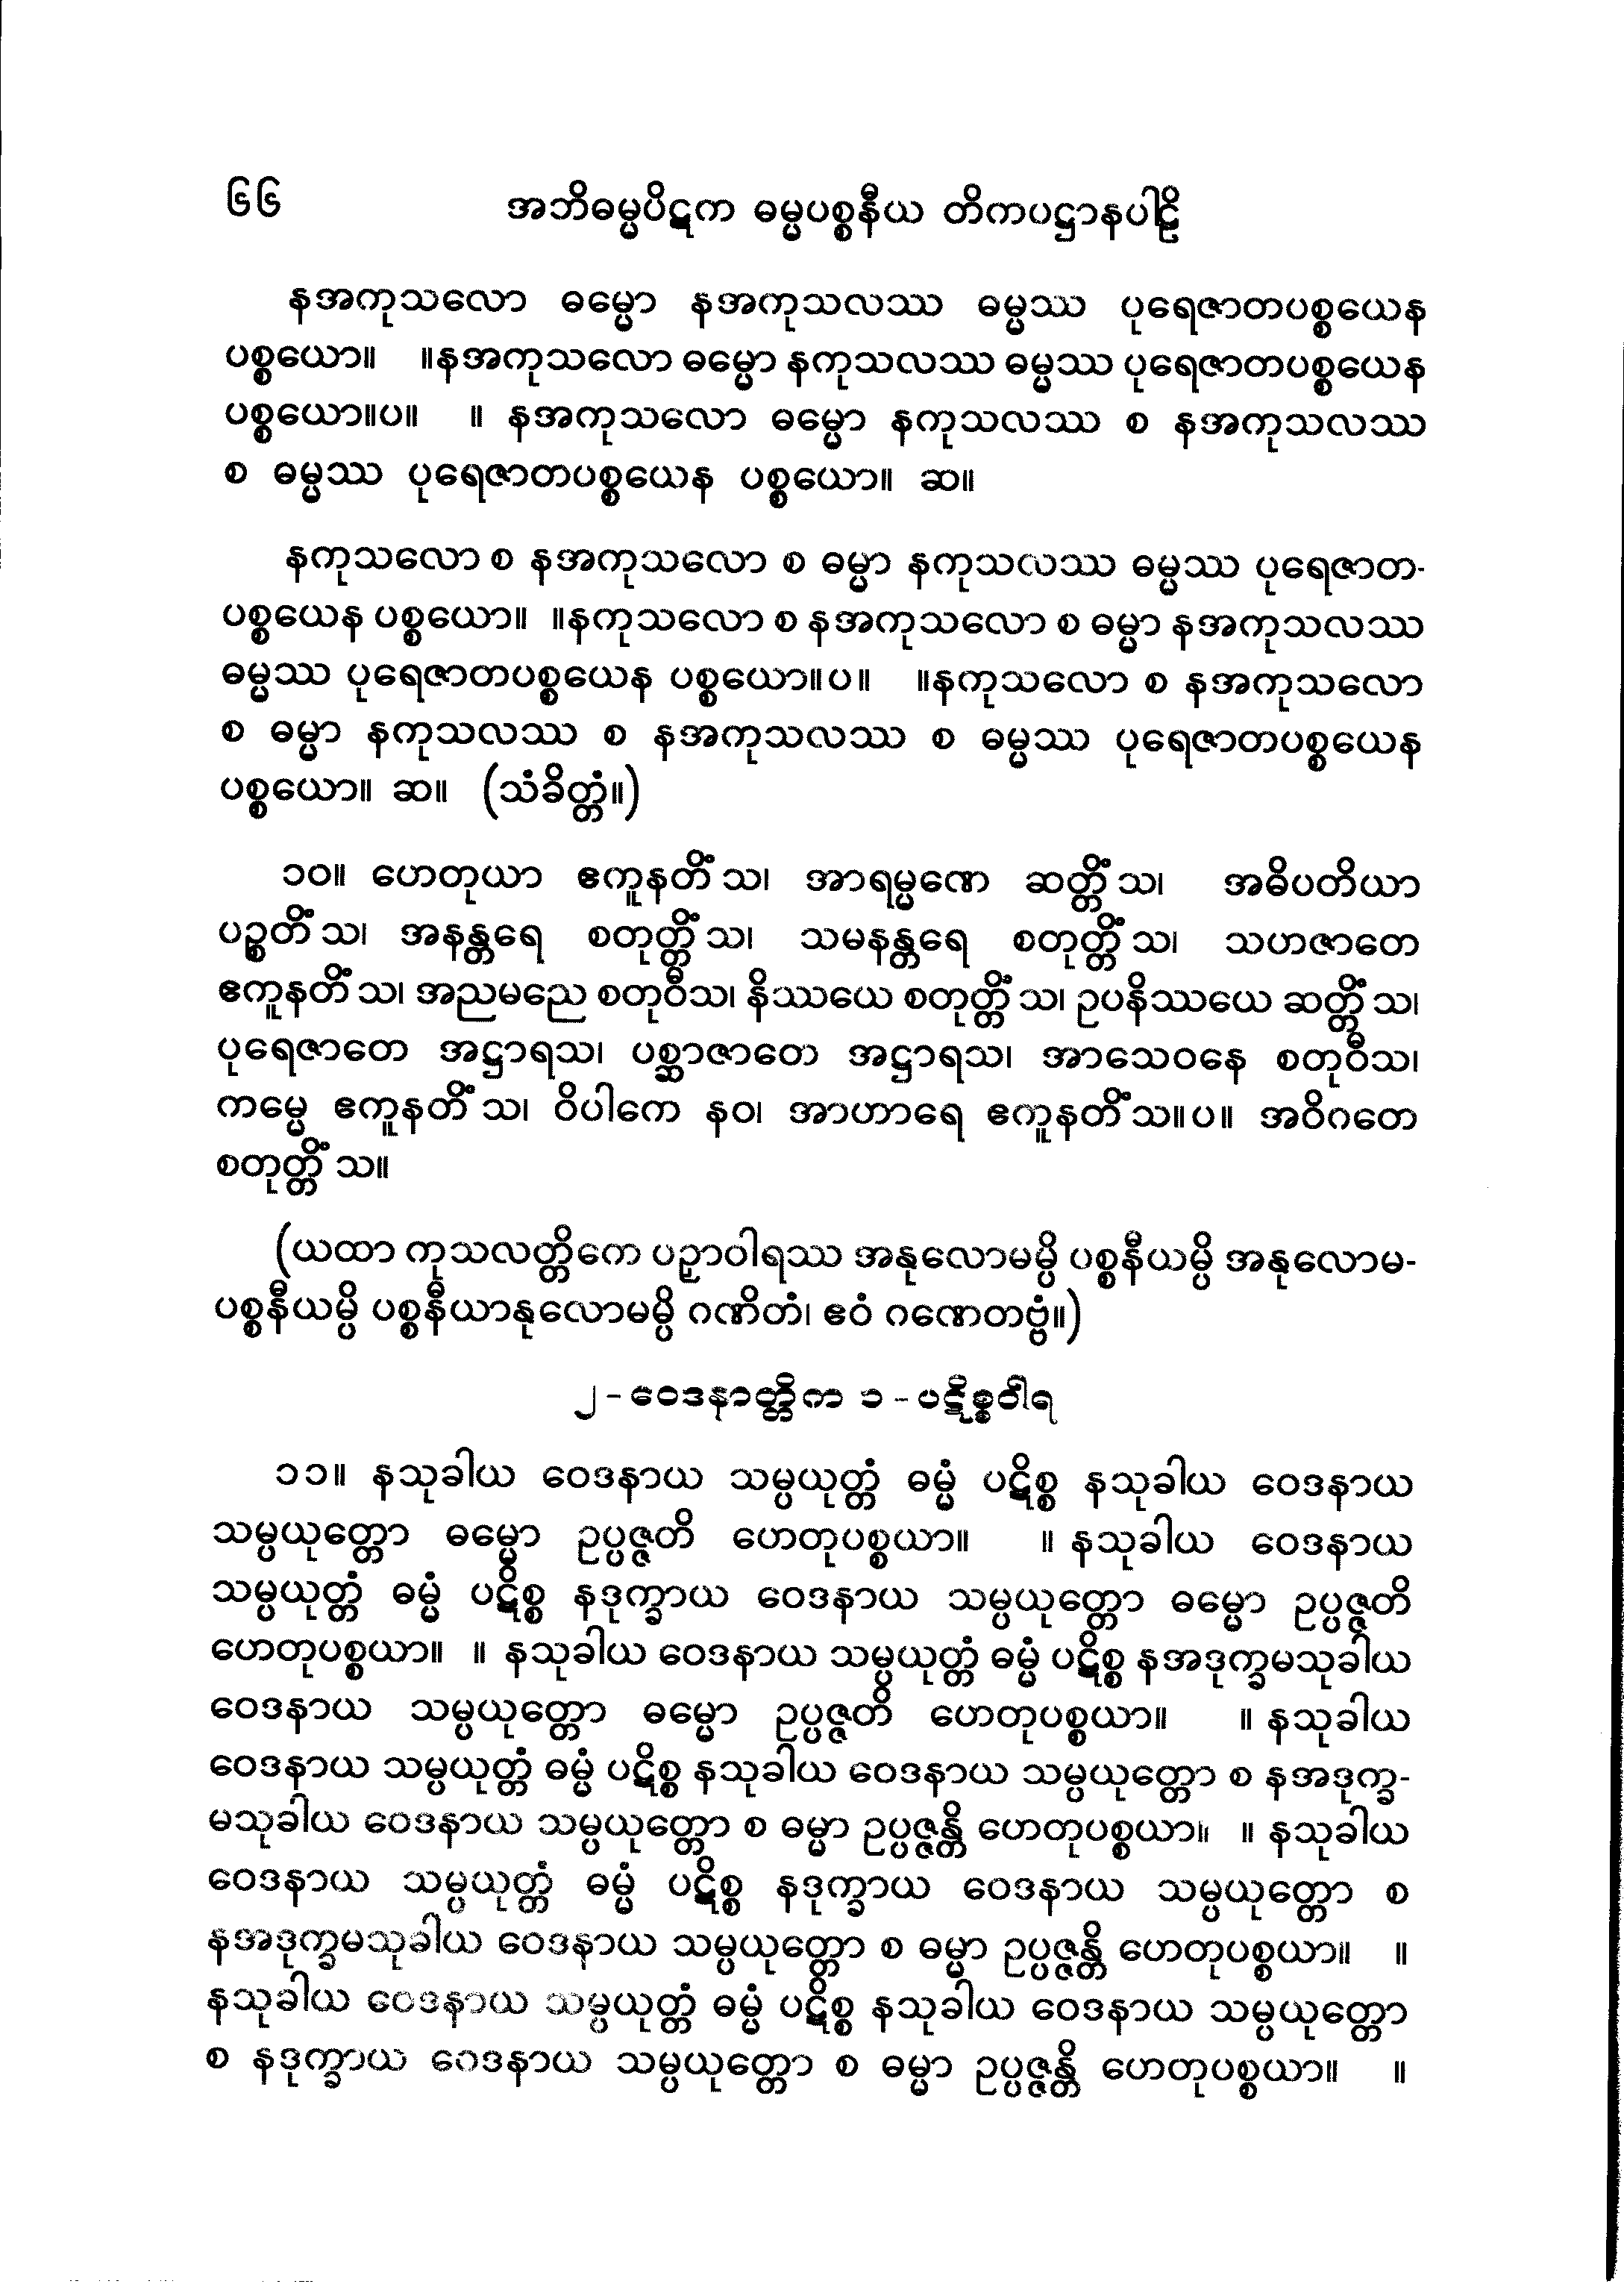 ၆၆ အဘိဓမ္မပိဋက ဓမ္မပစ္စနီယ တိကပဋ္ဌာနပါဠိ
နအကုသလော ဓမ္မော နအကုသလဿ ဓမ္မဿ ပုရေဇာတပစ္စယေန
ပစ္စယော။ ။နအကုသလော ဓမ္မော နကုသလဿ ဓမ္မဿ ပုရေဇာတပစ္စယေန
ပစ္စယော။ပ။ ။ နအကုသလော ဓမ္မော နကုသလဿ စ နအကုသလဿ
စ ဓမ္မဿ ပုရေဇာတပစ္စယေန ပစ္စယော။ ဆ။
နကုသလော စ နအကုသလော စ ဓမ္မာ နကုသလဿ ဓမ္မဿ ပုရေဇာတ-
ပစ္စယေန ပစ္စယော။ ။နကုသလော စ နအကုသလော စ ဓမ္မာ နအကုသလဿ
ဓမ္မဿ ပုရေဇာတပစ္စယေန ပစ္စယော။ပ။ ။နကုသလော စ နအကုသလော
စ ဓမ္မာ နကုသလဿ စ နအကုသလဿ စ ဓမ္မဿ ပုရေဇာတပစ္စယေန
ပစ္စယော။ ဆ။ (သံခိတ္တံ။)
၁၀။ ဟေတုယာ ဧကူနတိံသ၊ အာရမ္မဏေ ဆတ္တိံသ၊ အဓိပတိယာ
ပဉ္စတိံသ၊ အနန္တရေ စတုတ္တိံသ၊ သမနန္တရေ စတုတ္တိံသ၊ သဟဇာတေ
ဧကူနတိံသ၊ အညမညေ စတုဝီသ၊ နိဿယေ စတုတ္တိံသ၊ ဥပနိဿယေ ဆတ္တိံသ၊
ပုရေဇာတေ အဋ္ဌာရသ၊ ပစ္ဆာဇာတေ အဋ္ဌာရသ၊ အာသေဝနေ စတုဝီသ၊
ကမ္မေ ဧကူနတိံသ၊ ဝိပါကေ နဝ၊ အာဟာရေ ဧကူနတိံသ။ပ။ အဝိဂတေ
စတုတ္တိံသ။
(ယထာ ကုသလတ္တိကေ ပဉှာဝါရဿ အနုလောမမ္ပိ ပစ္စနီယမ္ပိ အနုလောမ-
ပစ္စနီယမ္ပိ ပစ္စနီယာနုလောမမ္ပိ ဂဏိတံ၊ ဧဝံ ဂဏေတဗ္ဗံ။)
၂-ဝေဒနာတ္တိက ၁-ပဋိစ္စဝါရ
၁၁။ နသုခါယ ဝေဒနာယ သမ္ပယုတ္တံ ဓမ္မံ ပဋိစ္စ နသုခါယ ဝေဒနာယ
သမ္ပယုတ္တော ဓမ္မော ဥပ္ပဇ္ဇတိ ဟေတုပစ္စယာ။ ။ နသုခါယ ဝေဒနာယ
သမ္ပယုတ္တံ ဓမ္မံ ပဋိစ္စ နဒုက္ခာယ ဝေဒနာယ သမ္ပယုတ္တော ဓမ္မော ဥပ္ပဇ္ဇတိ
ဟေတုပစ္စယာ။ ။ နသုခါယ ဝေဒနာယ သမ္ပယုတ္တံ ဓမ္မံ ပဋိစ္စ နအဒုက္ခမသုခါယ
ဝေဒနာယ သမ္ပယုတ္တော ဓမ္မော ဥပ္ပဇ္ဇတိ ဟေတုပစ္စယာ။ ။ နသုခါယ
ဝေဒနာယ သမ္ပယုတ္တံ ဓမ္မံ ပဋိစ္စ နသုခါယ ဝေဒနာယ သမ္ပယုတ္တော စ နအဒုက္ခ-
မသုခါယ ဝေဒနာယ သမ္ပယုတ္တော စ ဓမ္မာ ဥပ္ပဇ္ဇန္တိ ဟေတုပစ္စယာ။ ။ နသုခါယ
ဝေဒနာယ သမ္ပယုတ္တံ ဓမ္မံ ပဋိစ္စ နဒုက္ခာယ ဝေဒနာယ သမ္ပယုတ္တော စ
နအဒုက္ခမသုခါယ ဝေဒနာယ သမ္ပယုတ္တော စ ဓမ္မာ ဥပ္ပဇ္ဇန္တိ ဟေတုပစ္စယာ။ ။
နသုခါယ ဝေဒနာယ သမ္ပယုတ္တံ ဓမ္မံ ပဋိစ္စ နသုခါယ ဝေဒနာယ သမ္ပယုတ္တော
စ နဒုက္ခာယ ဝေဒနာယ သမ္ပယုတ္တော စ ဓမ္မာ ဥပ္ပဇ္ဇန္တိ ဟေတုပစ္စယာ။ ။